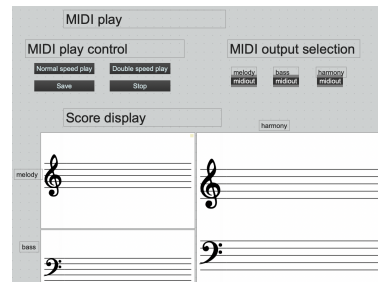 MIDI play
MIDI play control
MIDI output selection
Normal speed play Double speed play
melody bass harmony
midiout midiout midiout
Save Stop
Score display
harmony
melody
bass